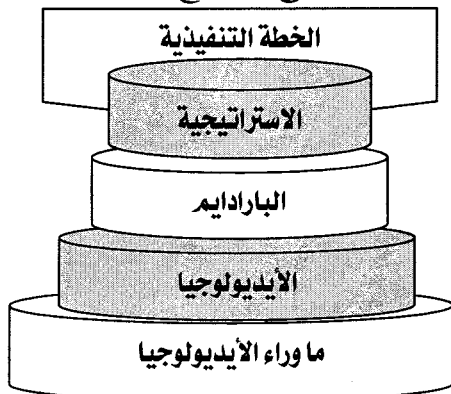 الخطة التنفيذية
الاستراتيجية
البارادايم
الأيديولوجيا
ما وراء الأيديولوجيا